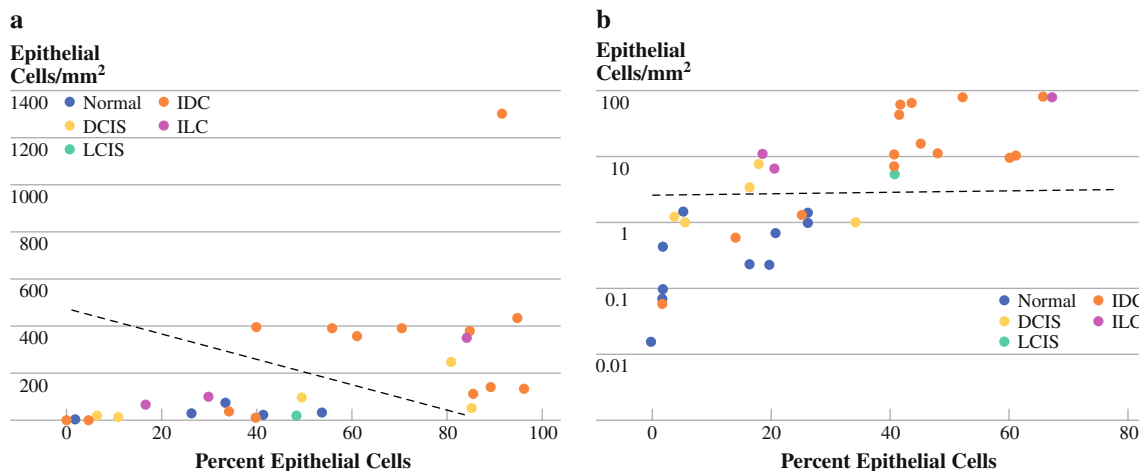 a
Epithelial
Cells/mm²
1400
Normal IDC
DCIS ILC
1200
LCIS
1000
800
600
400
200
0 20 40 60 80 100
Percent Epithelial Cells
b
Epithelial
Cells/mm²
100
10
1
0.1
Normal IDC
DCIS ILC
LCIS
0.01
0 20 40 60 80
Percent Epithelial Cells